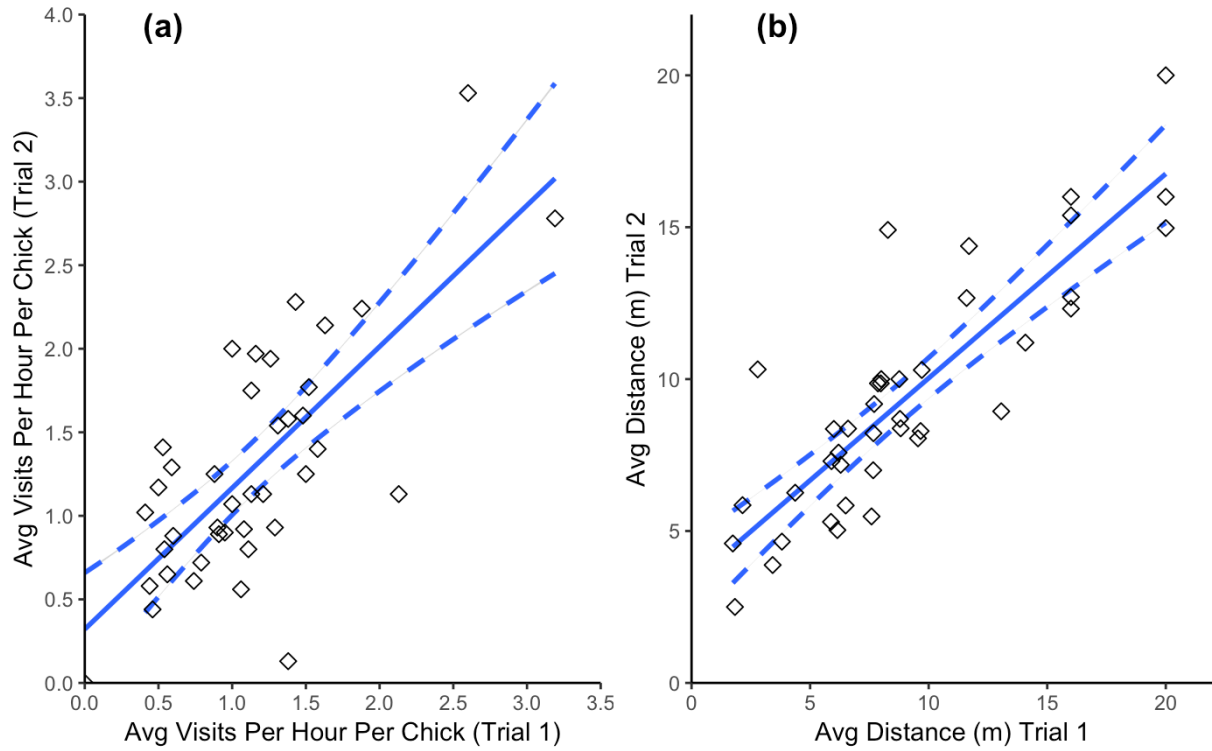 (a)
4.0
3.5
3.0
2.5
2.0
1.5
1.0
0.5
0.0
Avg Visits Per Hour Per Chick (Trial 2)
0.0 0.5 1.0 1.5 2.0 2.5 3.0 3.5
Avg Visits Per Hour Per Chick (Trial 1)
(b)
20
15
10
5
0
Avg Distance (m) Trial 2
0 5 10 15 20
Avg Distance (m) Trial 1